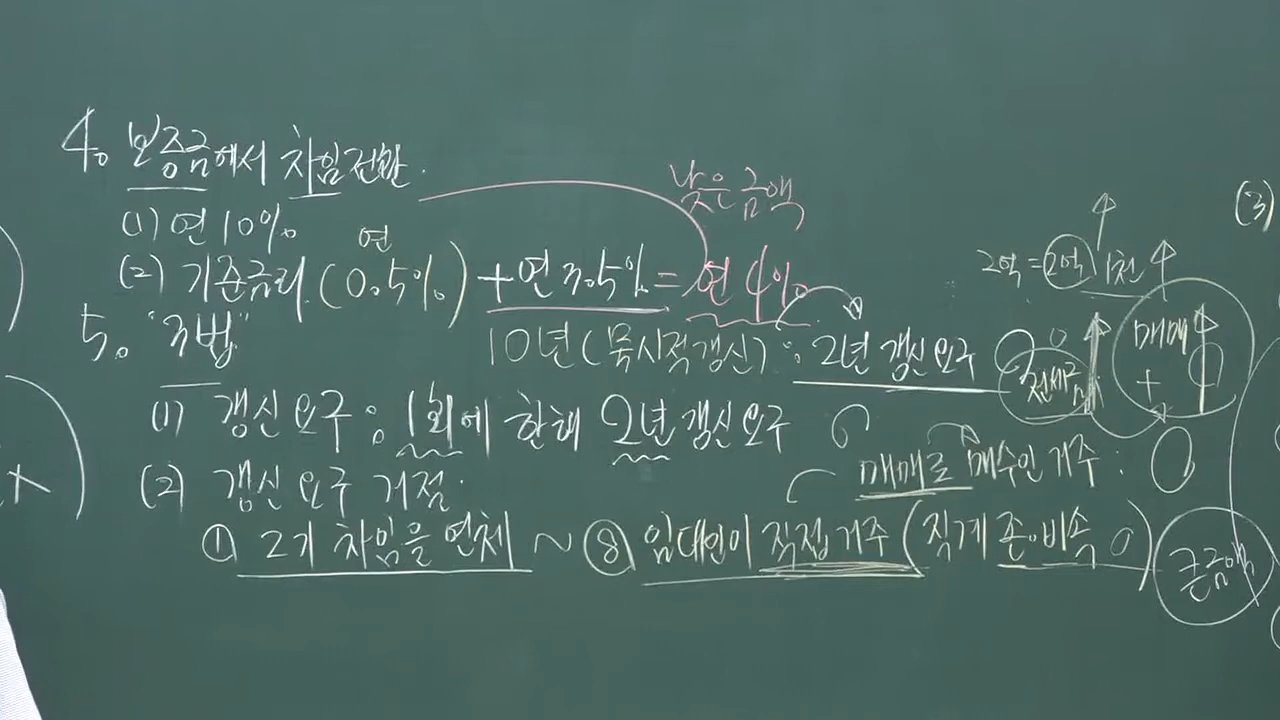 4. 보증금에서 차임전환.
(1) 연 10%
낮은 금액
연
(2) 기준금리 (0.5%) + 연 3.5% = 연 4%
2억 = 2억 1천
(3)
5. "3법"
10년 (묵시적갱신) : 2년 갱신요구
매매
+
(1) 갱신요구 : 1회에 한해 2년 갱신요구
(2) 갱신요구 거절.
매매로 매수인 거주 : O
① 2기 차임을 연체 ~ ⑧ 임대인이 직접거주 (직계존·비속 O)
큰금액